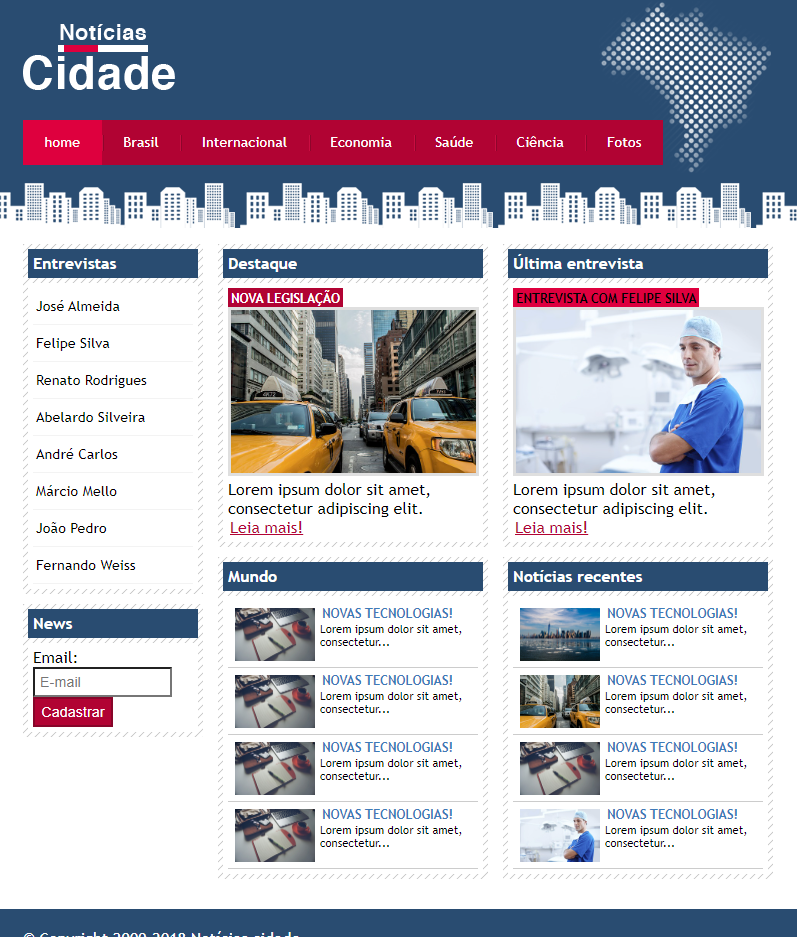 Notícias
Cidade
home Brasil Internacional Economia Saúde Ciência Fotos
Entrevistas
José Almeida
Felipe Silva
Renato Rodrigues
Abelardo Silveira
André Carlos
Márcio Mello
João Pedro
Fernando Weiss
News
Email:
E-mail
Cadastrar
Destaque
NOVA LEGISLAÇÃO
Lorem ipsum dolor sit amet,
consectetur adipiscing elit.
Leia mais!
Última entrevista
ENTREVISTA COM FELIPE SILVA
Lorem ipsum dolor sit amet,
consectetur adipiscing elit.
Leia mais!
Mundo
NOVAS TECNOLOGIAS!
Lorem ipsum dolor sit amet,
consectetur...
NOVAS TECNOLOGIAS!
Lorem ipsum dolor sit amet,
consectetur...
NOVAS TECNOLOGIAS!
Lorem ipsum dolor sit amet,
consectetur...
NOVAS TECNOLOGIAS!
Lorem ipsum dolor sit amet,
consectetur...
Notícias recentes
NOVAS TECNOLOGIAS!
Lorem ipsum dolor sit amet,
consectetur...
NOVAS TECNOLOGIAS!
Lorem ipsum dolor sit amet,
consectetur...
NOVAS TECNOLOGIAS!
Lorem ipsum dolor sit amet,
consectetur...
NOVAS TECNOLOGIAS!
Lorem ipsum dolor sit amet,
consectetur...
© Copyright 2009-2018 Notícias cidade